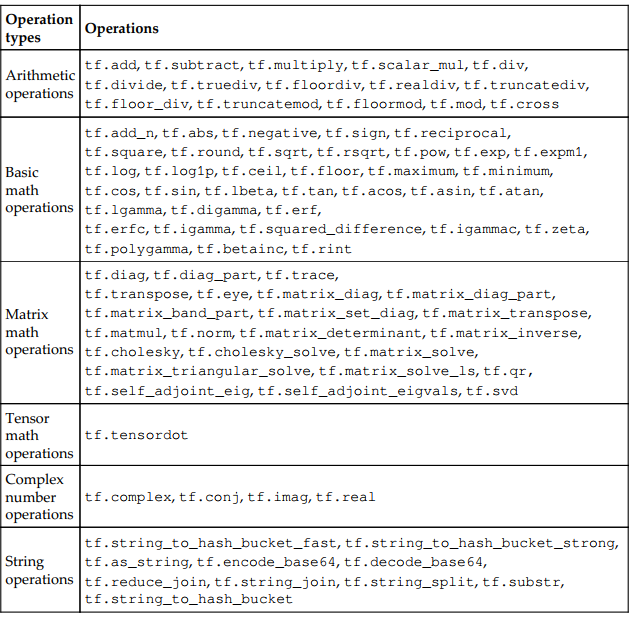 Operation types
Operations
Arithmetic operations
tf.add, tf.subtract, tf.multiply, tf.scalar_mul, tf.div,
tf.divide, tf.truediv, tf.floordiv, tf.realdiv, tf.truncatediv,
tf.floor_div, tf.truncatemod, tf.floormod, tf.mod, tf.cross
Basic math operations
tf.add_n, tf.abs, tf.negative, tf.sign, tf.reciprocal,
tf.square, tf.round, tf.sqrt, tf.rsqrt, tf.pow, tf.exp, tf.expm1,
tf.log, tf.log1p, tf.ceil, tf.floor, tf.maximum, tf.minimum,
tf.cos, tf.sin, tf.lbeta, tf.tan, tf.acos, tf.asin, tf.atan,
tf.lgamma, tf.digamma, tf.erf,
tf.erfc, tf.igamma, tf.squared_difference, tf.igammac, tf.zeta,
tf.polygamma, tf.betainc, tf.rint
Matrix math operations
tf.diag, tf.diag_part, tf.trace,
tf.transpose, tf.eye, tf.matrix_diag, tf.matrix_diag_part,
tf.matrix_band_part, tf.matrix_set_diag, tf.matrix_transpose,
tf.matmul, tf.norm, tf.matrix_determinant, tf.matrix_inverse,
tf.cholesky, tf.cholesky_solve, tf.matrix_solve,
tf.matrix_triangular_solve, tf.matrix_solve_ls, tf.qr,
tf.self_adjoint_eig, tf.self_adjoint_eigvals, tf.svd
Tensor math operations
tf.tensordot
Complex number operations
tf.complex, tf.conj, tf.imag, tf.real
String operations
tf.string_to_hash_bucket_fast, tf.string_to_hash_bucket_strong,
tf.as_string, tf.encode_base64, tf.decode_base64,
tf.reduce_join, tf.string_join, tf.string_split, tf.substr,
tf.string_to_hash_bucket